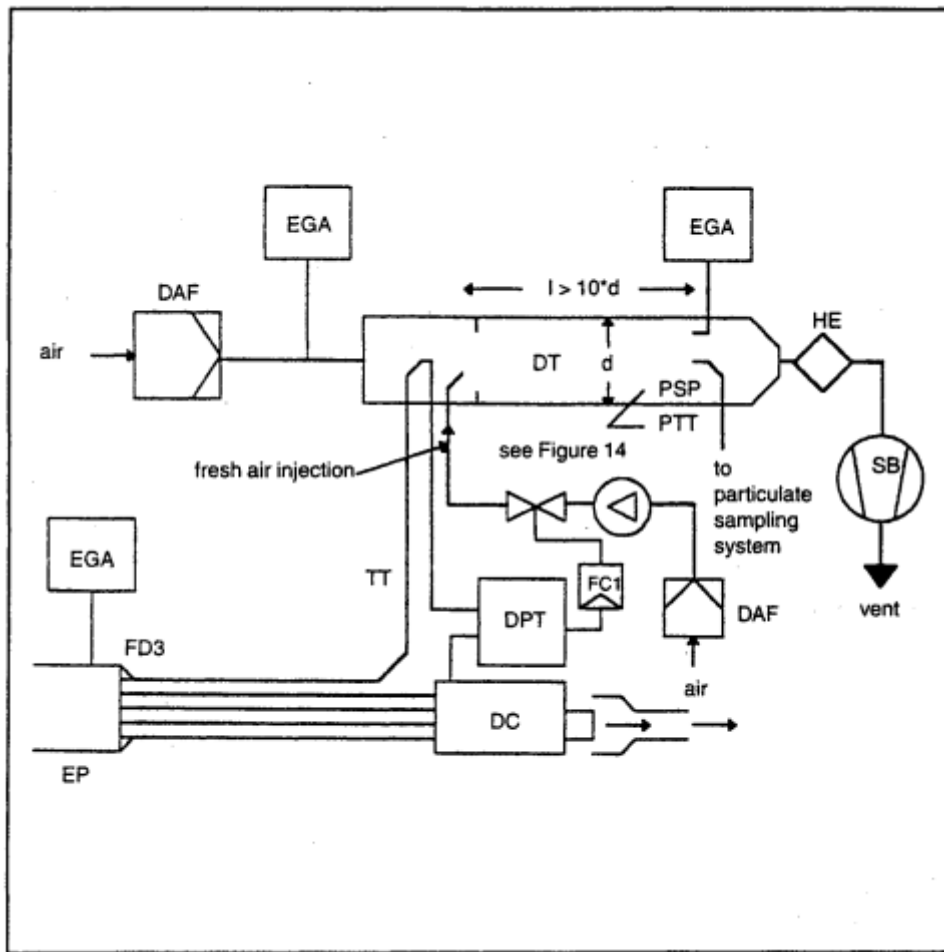 EGA
EGA
DAF
l > 10*d
HE
air
DT
d
PSP
PTT
SB
fresh air injection
see Figure 14
to
particulate
sampling
system
EGA
TT
FC1
DPT
DAF
vent
FD3
air
DC
EP